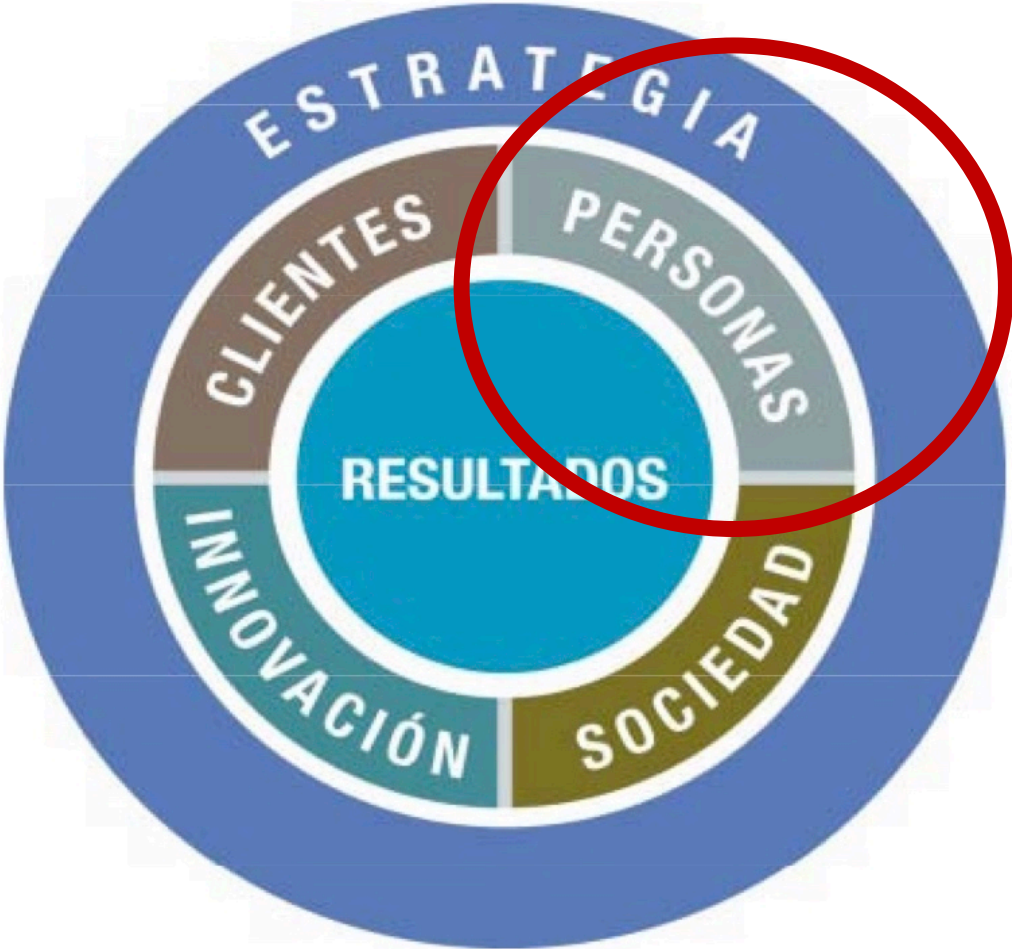 ESTRATEGIA
CLIENTES
PERSONAS
RESULTADOS
INNOVACIÓN
SOCIEDAD